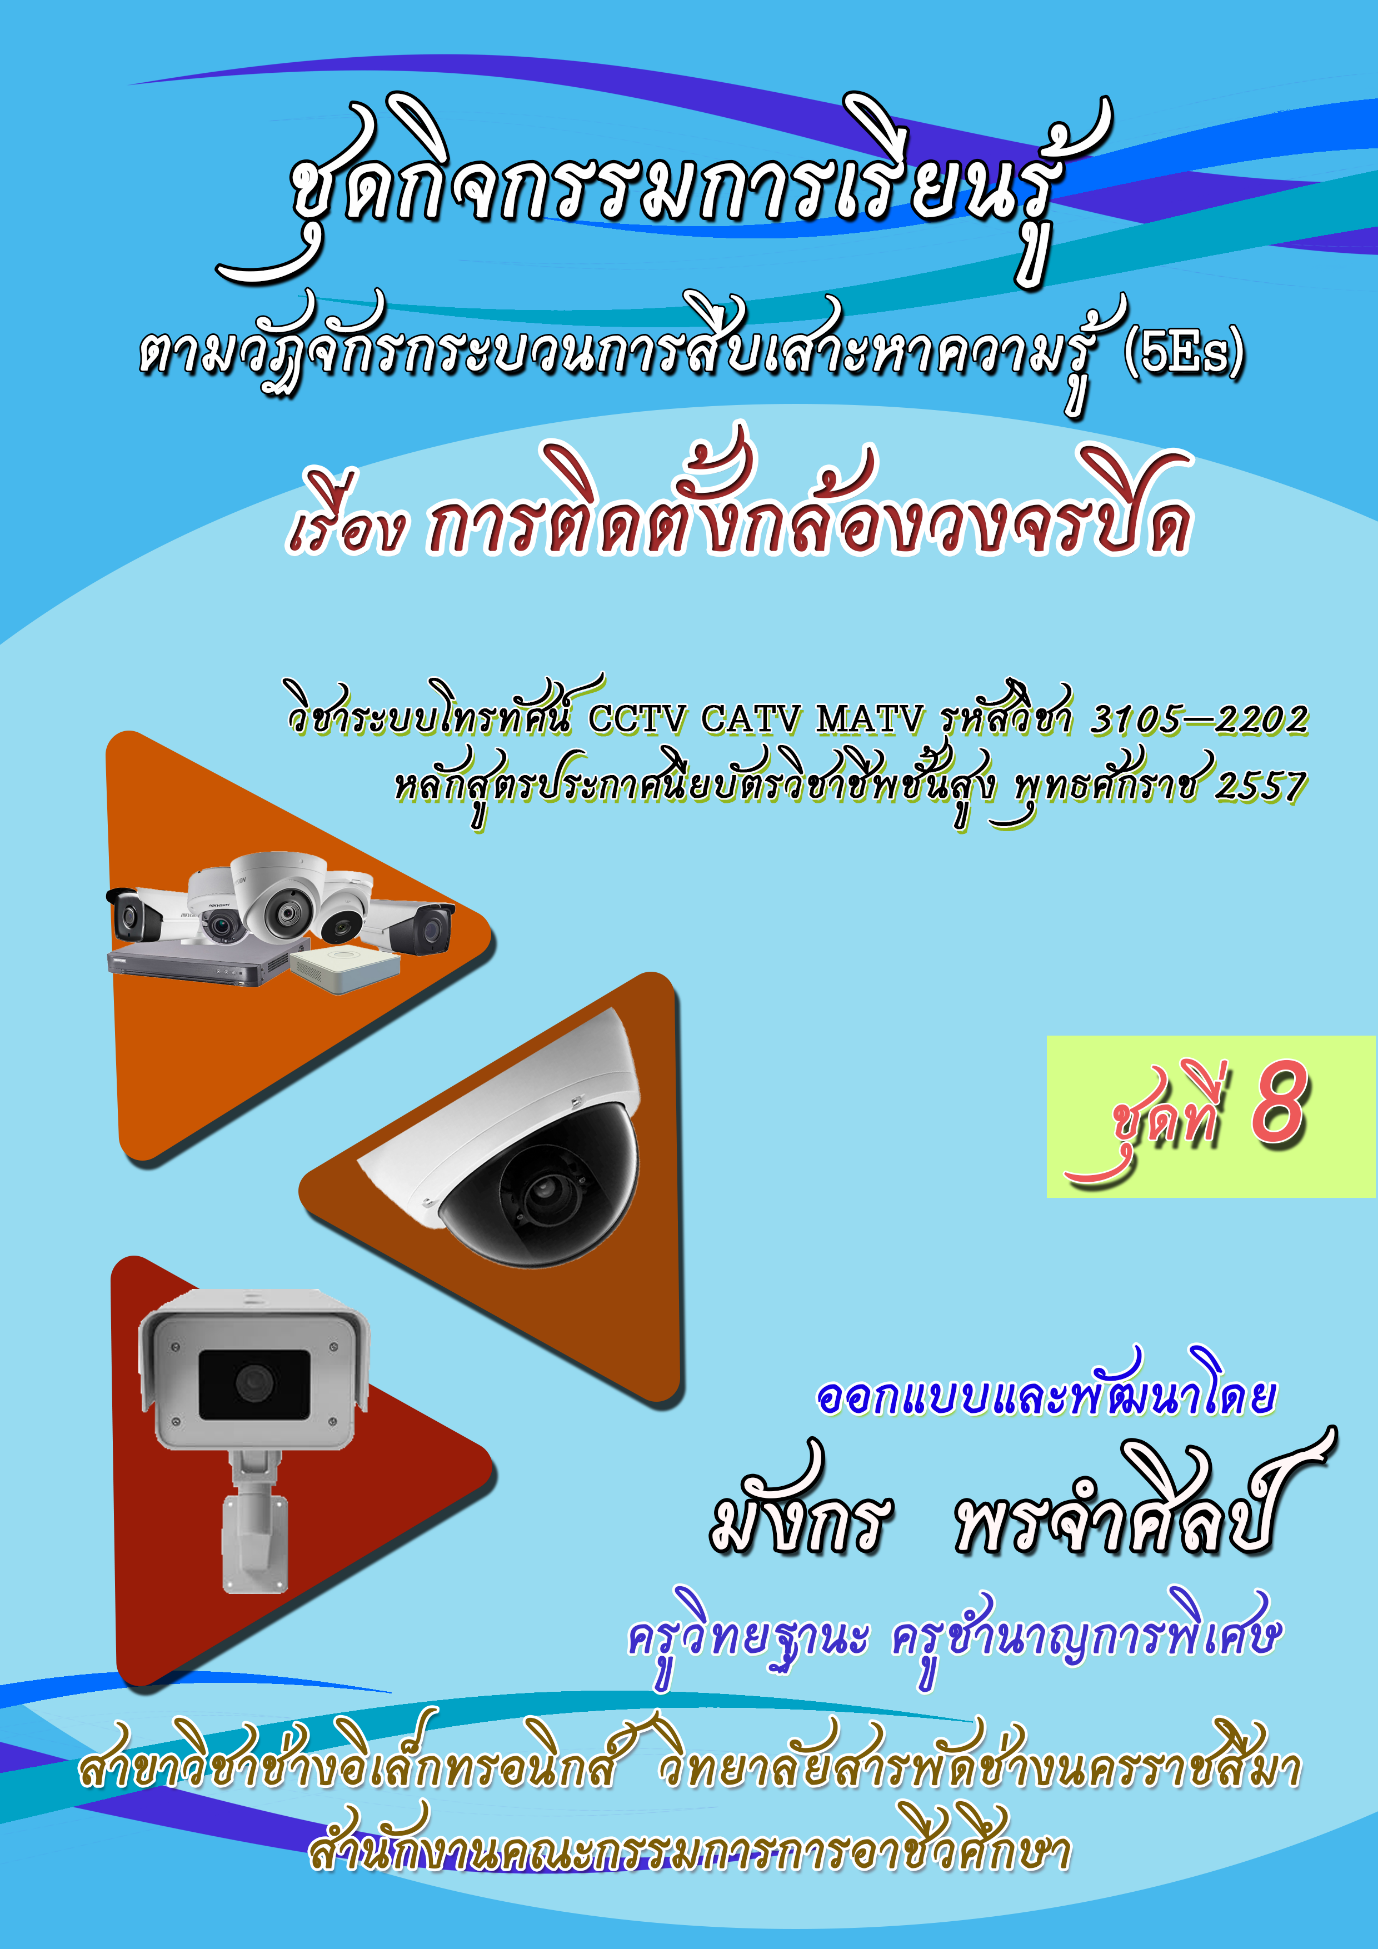 ชุดกิจกรรมการเรียนรู้
ตามวัฏจักรกระบวนการสืบเสาะหาความรู้ (5Es)
เรื่อง การติดตั้งกล้องวงจรปิด
วิชาระบบโทรทัศน์ CCTV CATV MATV รหัสวิชา 3105-2202
หลักสูตรประกาศนียบัตรวิชาชีพชั้นสูง พุทธศักราช 2557
ชุดที่ 8
ออกแบบและพัฒนาโดย
มังกร พรจำศิลป์
ครูวิทยฐานะ ครูชำนาญการพิเศษ
สาขาวิชาช่างอิเล็กทรอนิกส์ วิทยาลัยสารพัดช่างนครราชสีมา
สำนักงานคณะกรรมการการอาชีวศึกษา